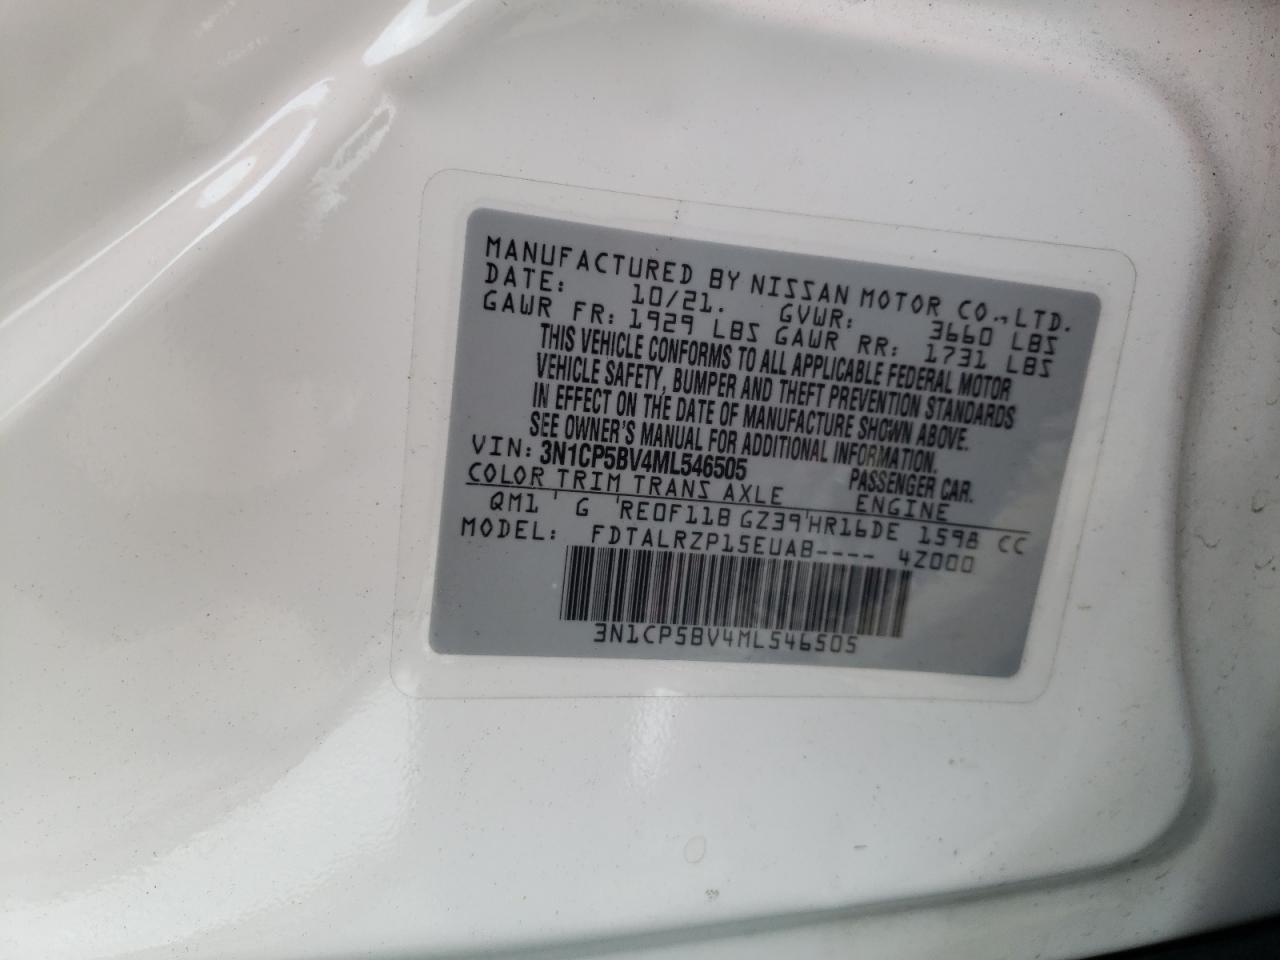 MANUFACTURED BY NISSAN MOTOR CO., LTD.
DATE: 10/21. GVWR: 3660 LBS
GAWR FR: 1929 LBS GAWR RR: 1731 LBS
THIS VEHICLE CONFORMS TO ALL APPLICABLE FEDERAL MOTOR
VEHICLE SAFETY, BUMPER AND THEFT PREVENTION STANDARDS
IN EFFECT ON THE DATE OF MANUFACTURE SHOWN ABOVE.
SEE OWNER'S MANUAL FOR ADDITIONAL INFORMATION.
VIN: 3N1CP5BV4ML546505 PASSENGER CAR.
COLOR TRIM TRANS AXLE ENGINE
QM1 ' G 'RE0F11B GZ39'HR16DE 1598 CC
MODEL: FDTALRZP15EUAB---- 4Z000
3N1CP5BV4ML546505